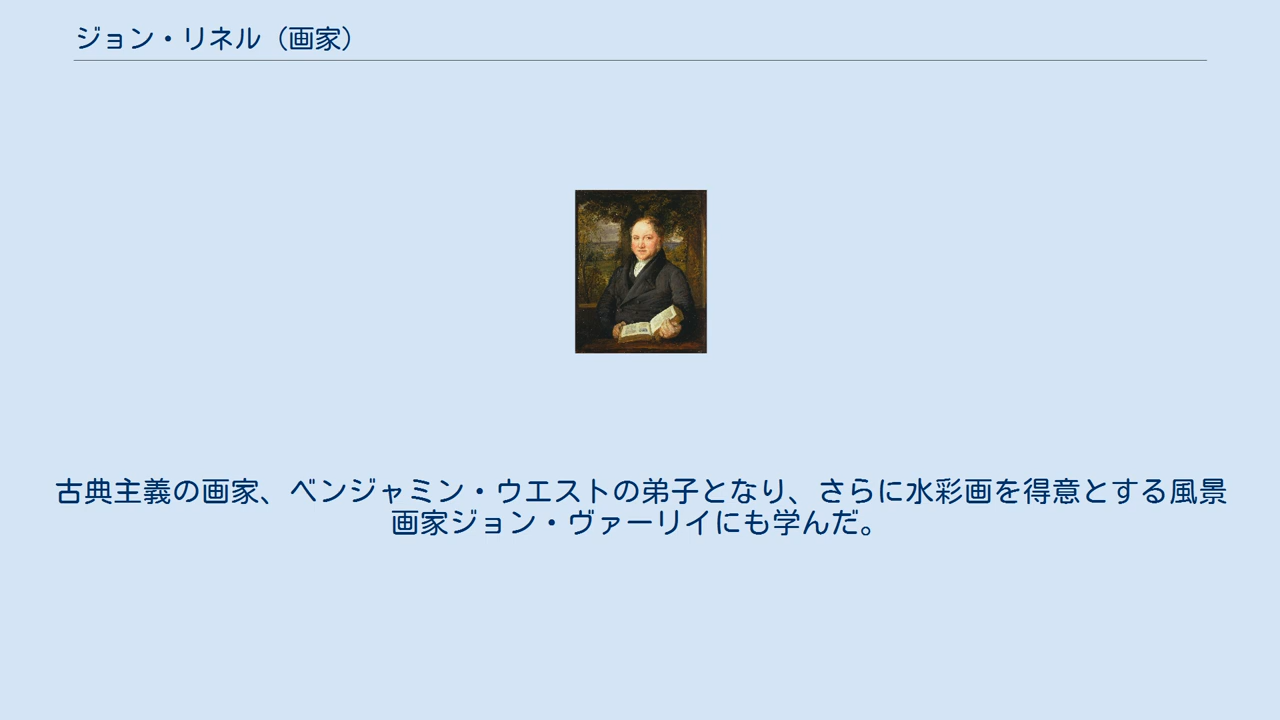 ジョン・リネル（画家）
古典主義の画家、ベンジャミン・ウエストの弟子となり、さらに水彩画を得意とする風景
画家ジョン・ヴァーリイにも学んだ。